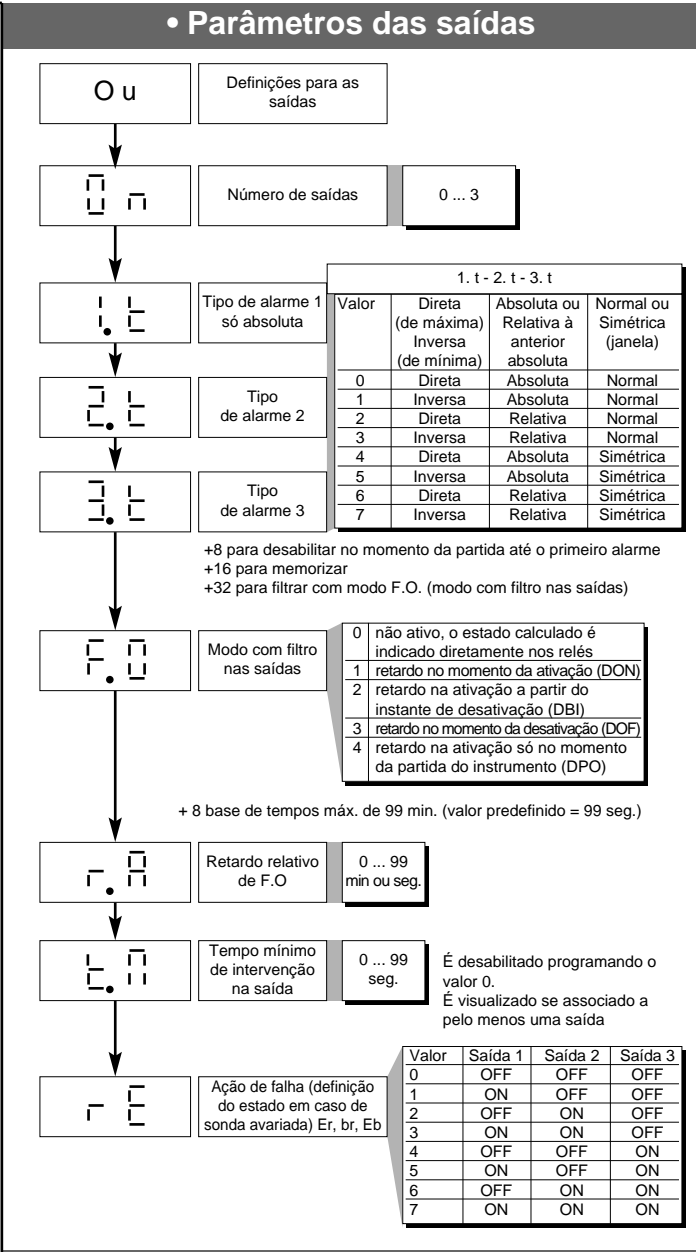 • Parâmetros das saídas
O u
Definições para as
saídas
0 n
Número de saídas
0 ... 3
1. t
Tipo de alarme 1
só absoluta
2. t
Tipo
de alarme 2
3. t
Tipo
de alarme 3
1. t - 2. t - 3. t
Valor Direta (de máxima) Inversa (de mínima) Absoluta ou Relativa à anterior absoluta Normal ou Simétrica (janela)
0 Direta Absoluta Normal
1 Inversa Absoluta Normal
2 Direta Relativa Normal
3 Inversa Relativa Normal
4 Direta Absoluta Simétrica
5 Inversa Absoluta Simétrica
6 Direta Relativa Simétrica
7 Inversa Relativa Simétrica
+8 para desabilitar no momento da partida até o primeiro alarme
+16 para memorizar
+32 para filtrar com modo F.O. (modo com filtro nas saídas)
F.0
Modo com filtro
nas saídas
0 não ativo, o estado calculado é
indicado diretamente nos relés
1 retardo no momento da ativação (DON)
2 retardo na ativação a partir do
instante de desativação (DBI)
3 retardo no momento da desativação (DOF)
4 retardo na ativação só no momento
da partida do instrumento (DPO)
+ 8 base de tempos máx. de 99 min. (valor predefinido = 99 seg.)
r.A
Retardo relativo
de F.O
0 ... 99
min ou seg.
t.M
Tempo mínimo
de intervenção
na saída
0 ... 99
seg.
É desabilitado programando o
valor 0.
É visualizado se associado a
pelo menos uma saída
r E
Ação de falha (definição
do estado em caso de
sonda avariada) Er, br, Eb
Valor Saída 1 Saída 2 Saída 3
0 OFF OFF OFF
1 ON OFF OFF
2 OFF ON OFF
3 ON ON OFF
4 OFF OFF ON
5 ON OFF ON
6 OFF ON ON
7 ON ON ON